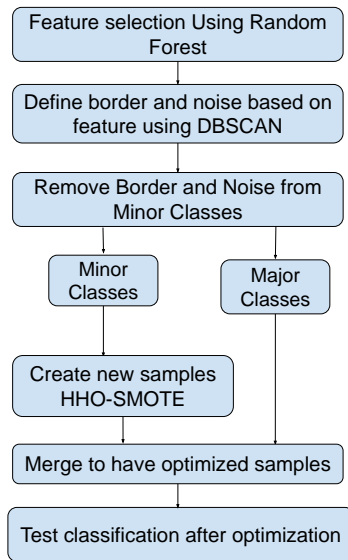 Feature selection Using Random
Forest
Define border and noise based on
feature using DBSCAN
Remove Border and Noise from
Minor Classes
Minor
Classes
Major
Classes
Create new samples
HHO-SMOTE
Merge to have optimized samples
Test classification after optimization